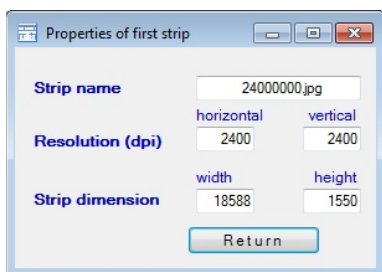 Properties of first strip
Strip name 24000000.jpg
horizontal vertical
Resolution (dpi) 2400 2400
width height
Strip dimension 18588 1550
Return